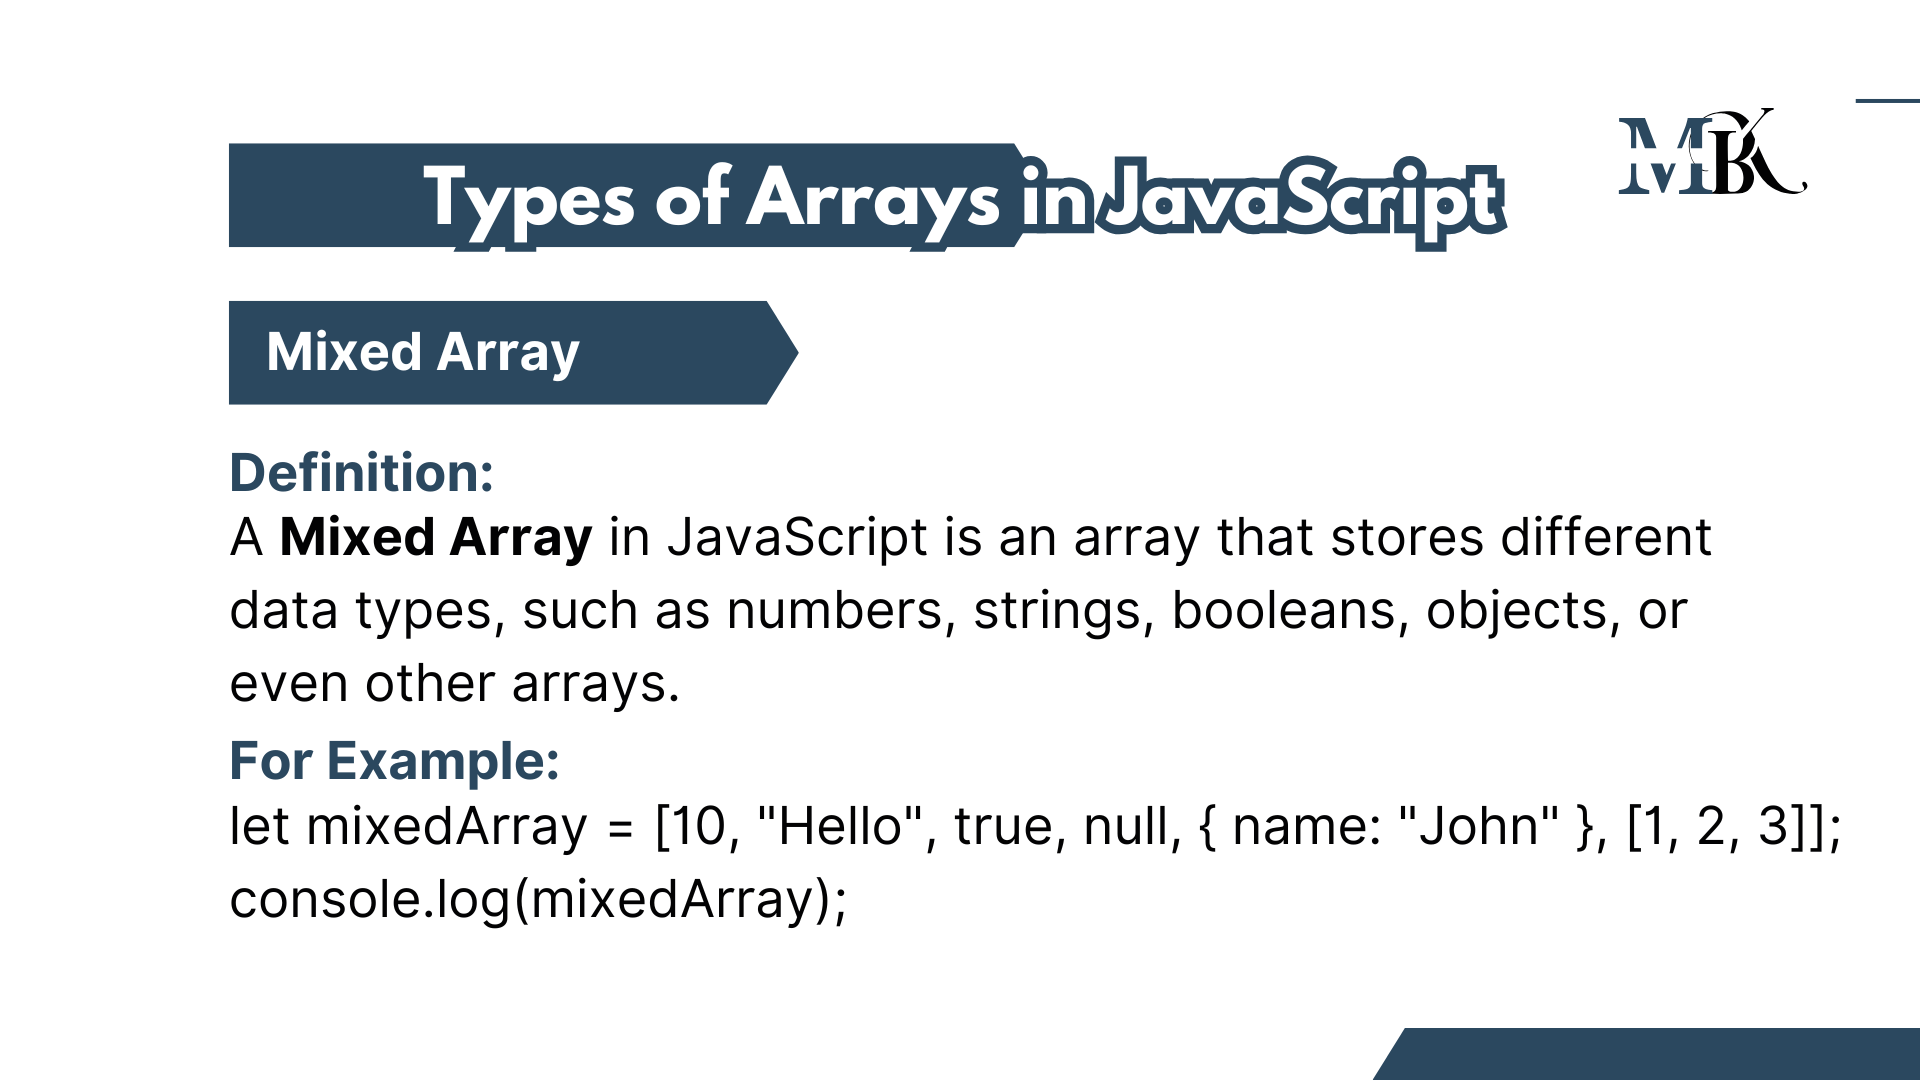 Types of Arrays in JavaScript
MBK
Mixed Array
Definition:
A Mixed Array in JavaScript is an array that stores different
data types, such as numbers, strings, booleans, objects, or
even other arrays.
For Example:
let mixedArray = [10, "Hello", true, null, { name: "John" }, [1, 2, 3]];
console.log(mixedArray);